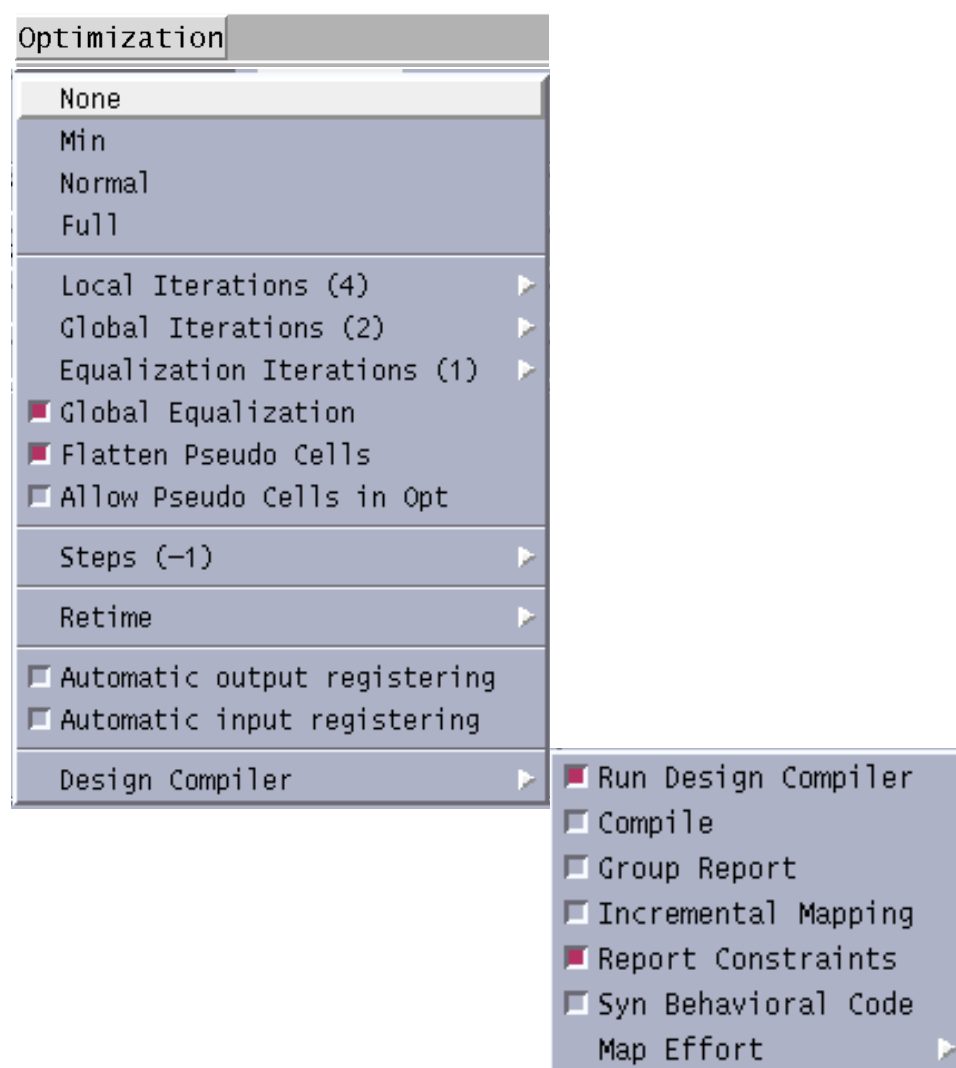 Optimization
None
Min
Normal
Full
Local Iterations (4)
Global Iterations (2)
Equalization Iterations (1)
Global Equalization
Flatten Pseudo Cells
Allow Pseudo Cells in Opt
Steps (-1)
Retime
Automatic output registering
Automatic input registering
Design Compiler
Run Design Compiler
Compile
Group Report
Incremental Mapping
Report Constraints
Syn Behavioral Code
Map Effort